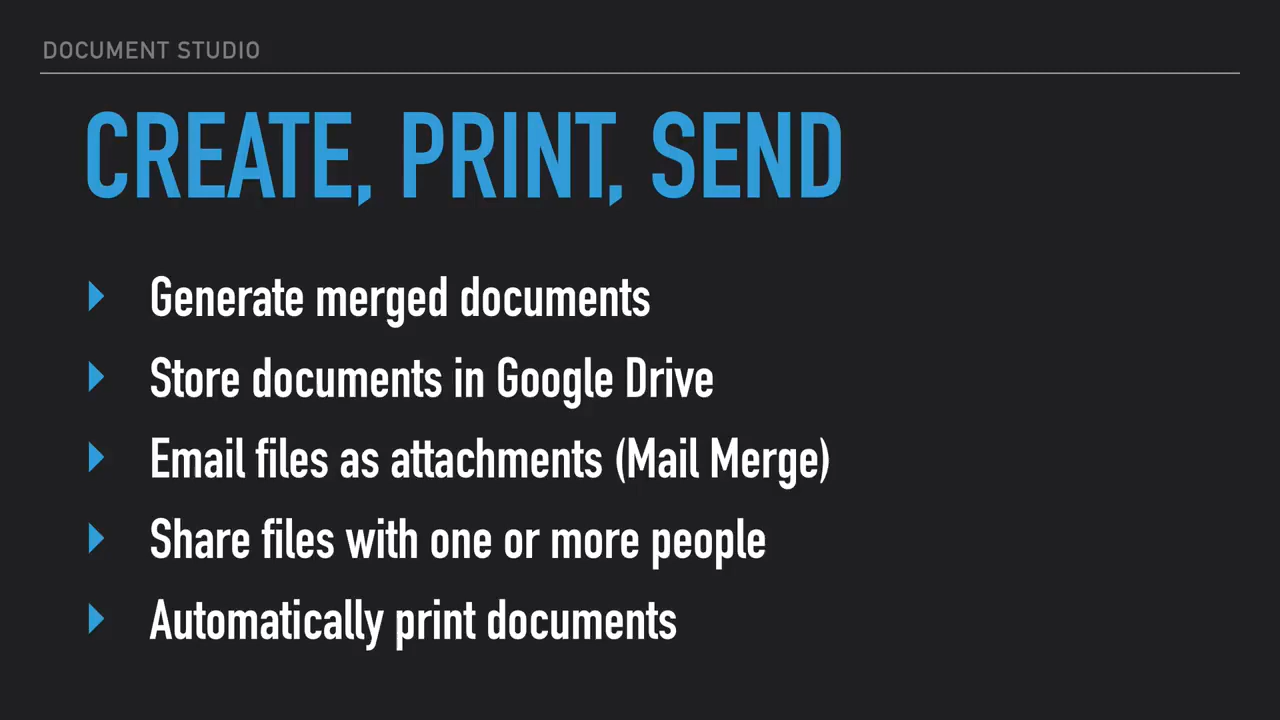 DOCUMENT STUDIO
CREATE, PRINT, SEND
Generate merged documents
Store documents in Google Drive
Email files as attachments (Mail Merge)
Share files with one or more people
Automatically print documents